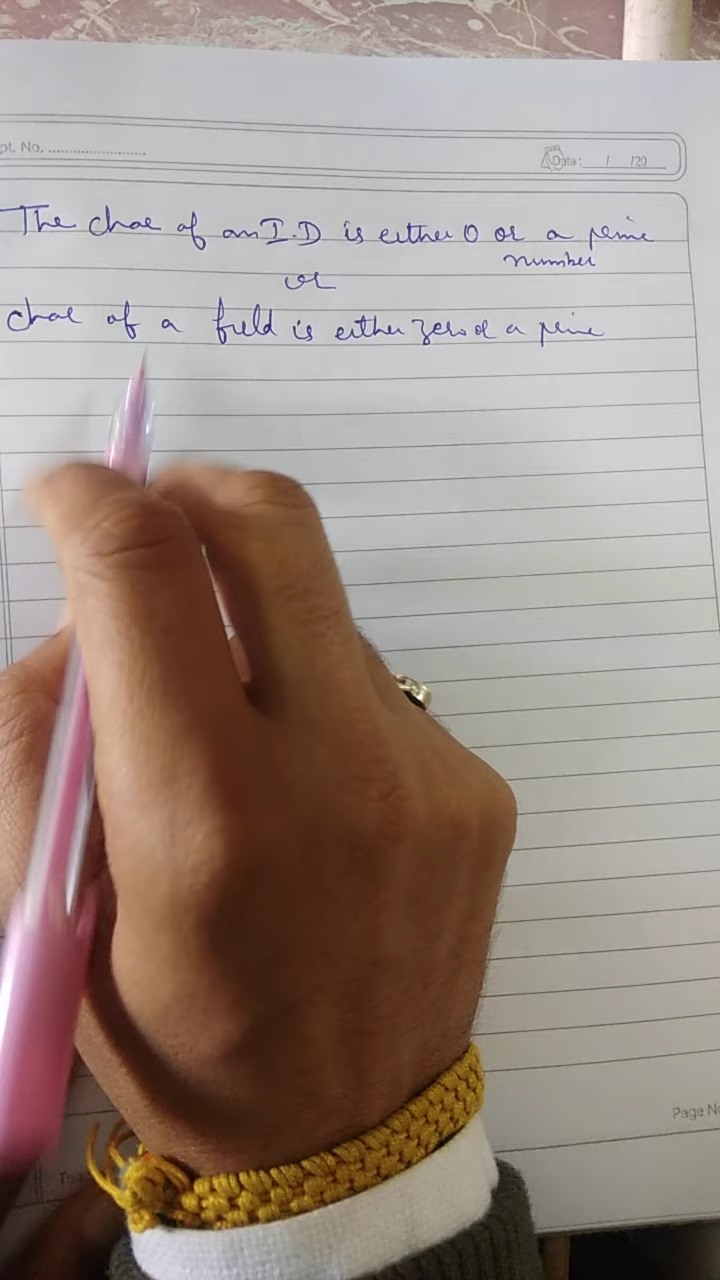 pt. No. ........................
Date: / /20
The char of an I.D is either 0 or a prime
number
or
char of a field is either zero or a prime
Page No
Tea